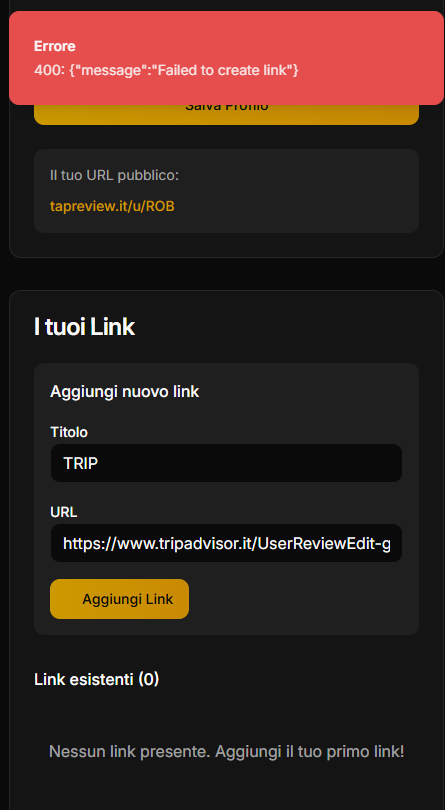 Errore
400: {"message":"Failed to create link"}
Salva Profilo
Il tuo URL pubblico:
tapreview.it/u/ROB
I tuoi Link
Aggiungi nuovo link
Titolo
TRIP
URL
https://www.tripadvisor.it/UserReviewEdit-g
Aggiungi Link
Link esistenti (0)
Nessun link presente. Aggiungi il tuo primo link!